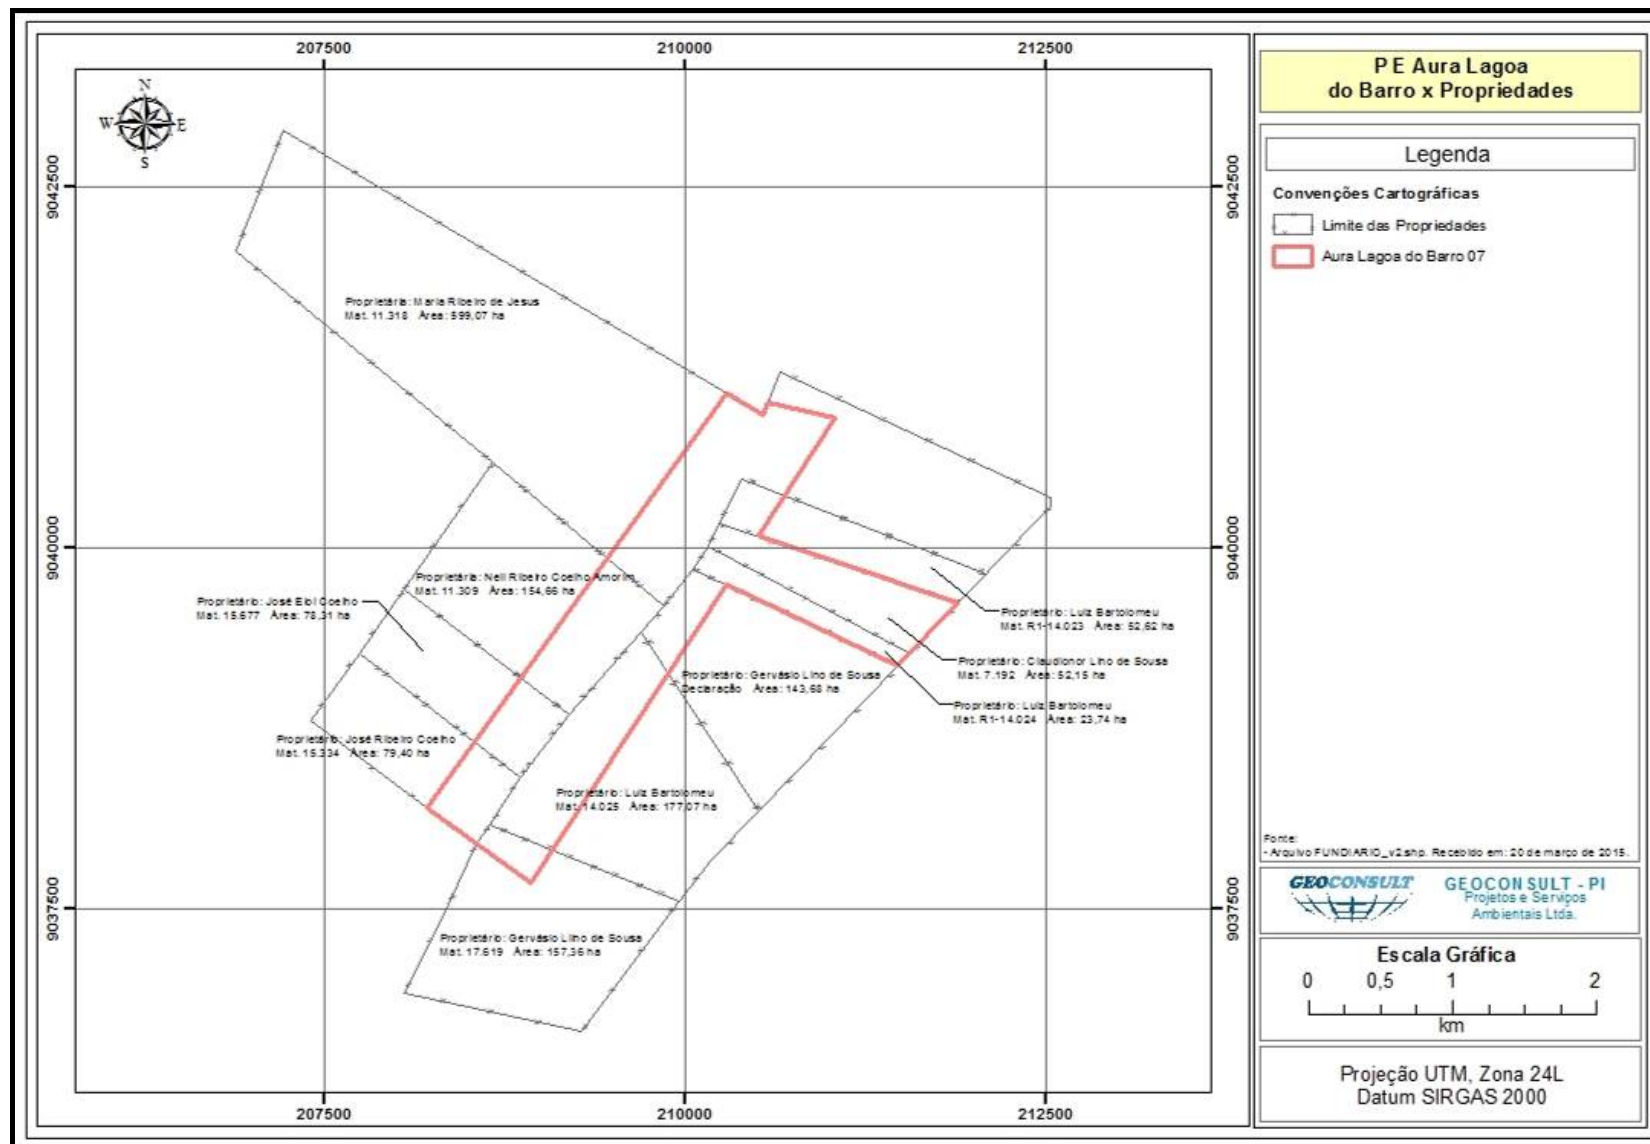 207500
210000
212500
N
W
E
S
9042500
9042500
Proprietária: Maria Ribeiro de Jesus
Mat. 11.318 Área: 599,07 ha
9040000
9040000
Proprietária: Neli Ribeiro Coelho Amorim
Mat. 11.309 Área: 154,66 ha
Proprietário: José Eloi Coelho
Mat. 15.677 Área: 78,31 ha
Proprietário: Luiz Bartolomeu
Mat. R1-14.023 Área: 52,62 ha
Proprietário: Claudionor Lino de Sousa
Mat. 7.192 Área: 52,15 ha
Proprietário: Gervásio Lino de Sousa
Declaração Área: 143,68 ha
Proprietário: Luiz Bartolomeu
Mat. R1-14.024 Área: 23,74 ha
Proprietário: José Ribeiro Coelho
Mat. 15.334 Área: 79,40 ha
Proprietário: Luiz Bartolomeu
Mat. 14.025 Área: 177,07 ha
9037500
9037500
Proprietário: Gervásio Lino de Sousa
Mat. 17.619 Área: 157,36 ha
207500
210000
212500
P E Aura Lagoa
do Barro x Propriedades
Legenda
Convenções Cartográficas
Limite das Propriedades
Aura Lagoa do Barro 07
Fonte:
- Arquivo FUNDIARIO_v2.shp. Recebido em: 20 de março de 2015.
GEOCONSULT
GEOCONSULT - PI
Projetos e Serviços
Ambientais Ltda.
Escala Gráfica
0 0,5 1 2
km
Projeção UTM, Zona 24L
Datum SIRGAS 2000